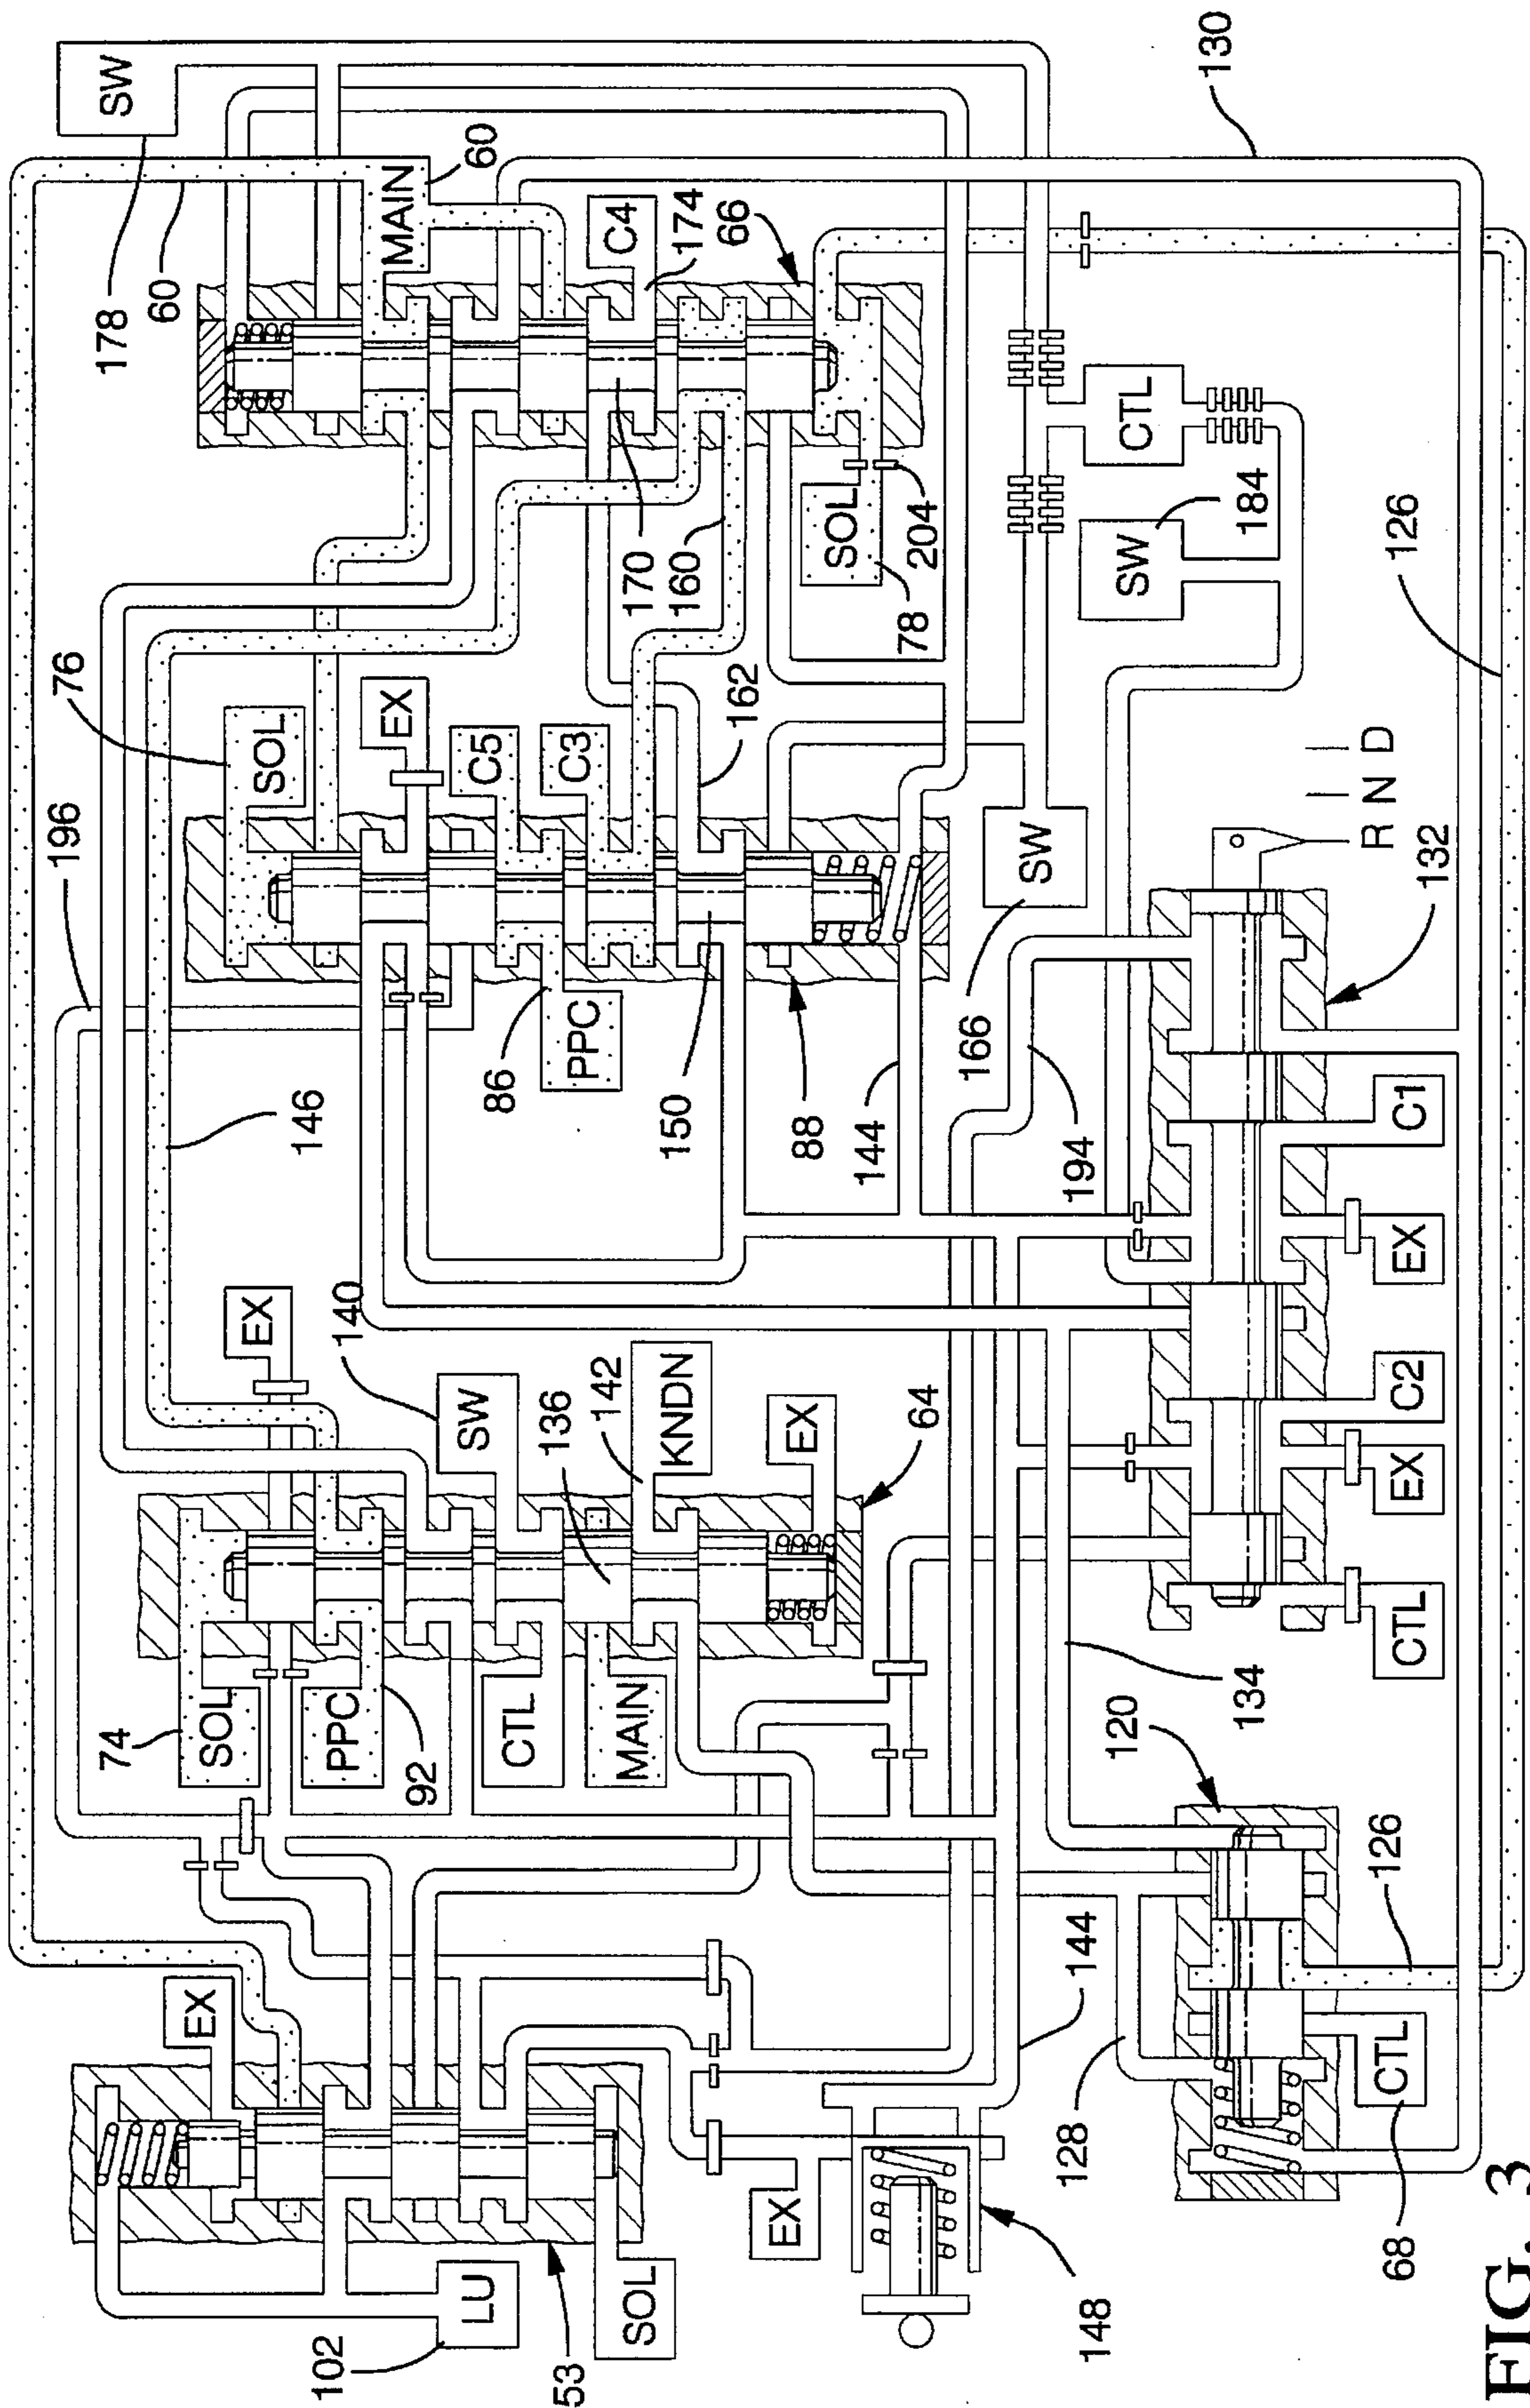 SW
178
60
MAIN
60
C4
174
66
130
76
SOL
EX
C5
C3
170
160
162
SOL
78
204
CTL
SW
184
126
196
146
86
PPC
150
88
144
166
SW
194
R N D
132
C1
EX
C2
EX
CTL
EX
140
SW
136
142
KNDN
EX
64
74
SOL
PPC
92
CTL
MAIN
134
120
126
EX
144
128
CTL
68
102
LU
53
SOL
EX
148
FIG. 3